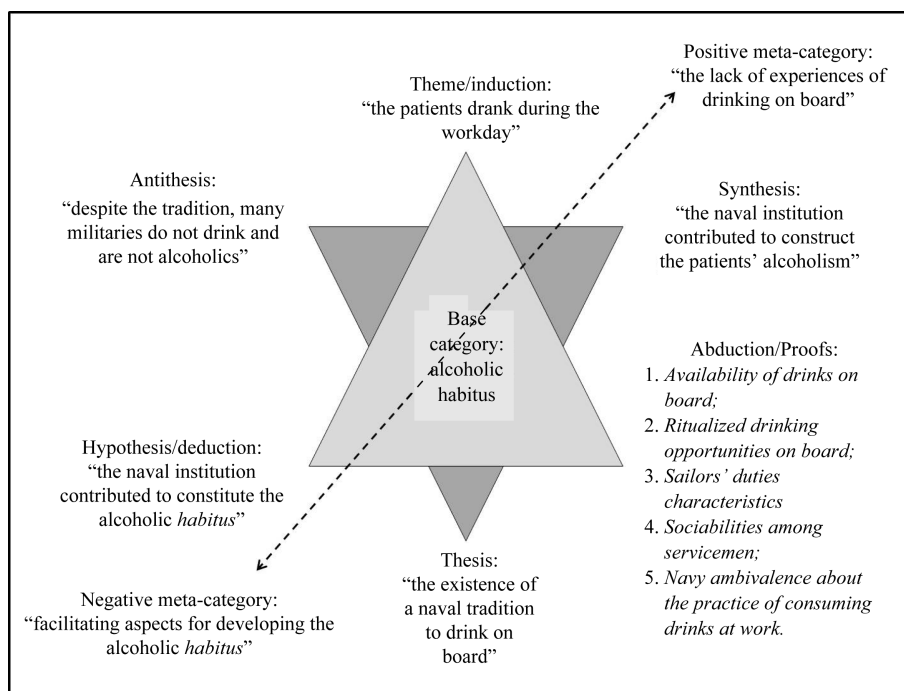 Positive meta-category:
“the lack of experiences of
drinking on board”
Theme/induction:
“the patients drank during the
workday”
Antithesis:
“despite the tradition, many
militaries do not drink and
are not alcoholics”
Synthesis:
“the naval institution
contributed to construct
the patients’ alcoholism”
Base
category:
alcoholic
habitus
Abduction/Proofs:
1. Availability of drinks on
board;
2. Ritualized drinking
opportunities on board;
3. Sailors’ duties
characteristics
4. Sociabilities among
servicemen;
5. Navy ambivalence about
the practice of consuming
drinks at work.
Hypothesis/deduction:
“the naval institution
contributed to constitute the
alcoholic habitus”
Thesis:
“the existence of
a naval tradition
to drink on
board”
Negative meta-category:
“facilitating aspects for developing the
alcoholic habitus”